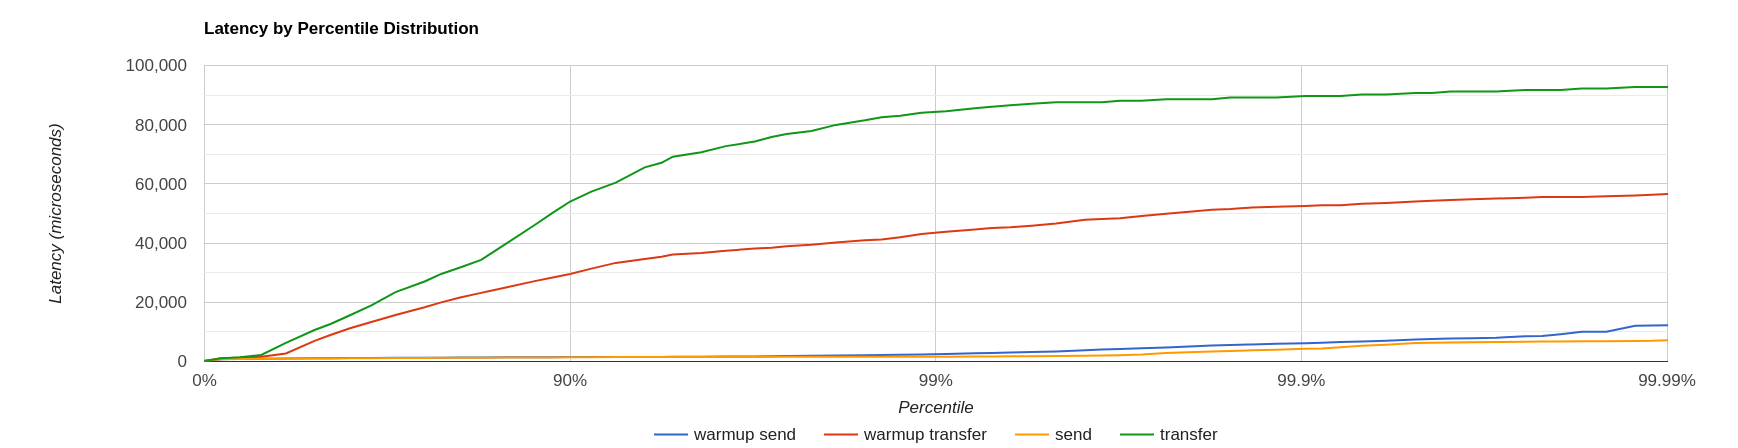 Latency by Percentile Distribution
Latency (microseconds)
100,000
80,000
60,000
40,000
20,000
0
0% 90% 99% 99.9% 99.99%
Percentile
warmup send warmup transfer send transfer